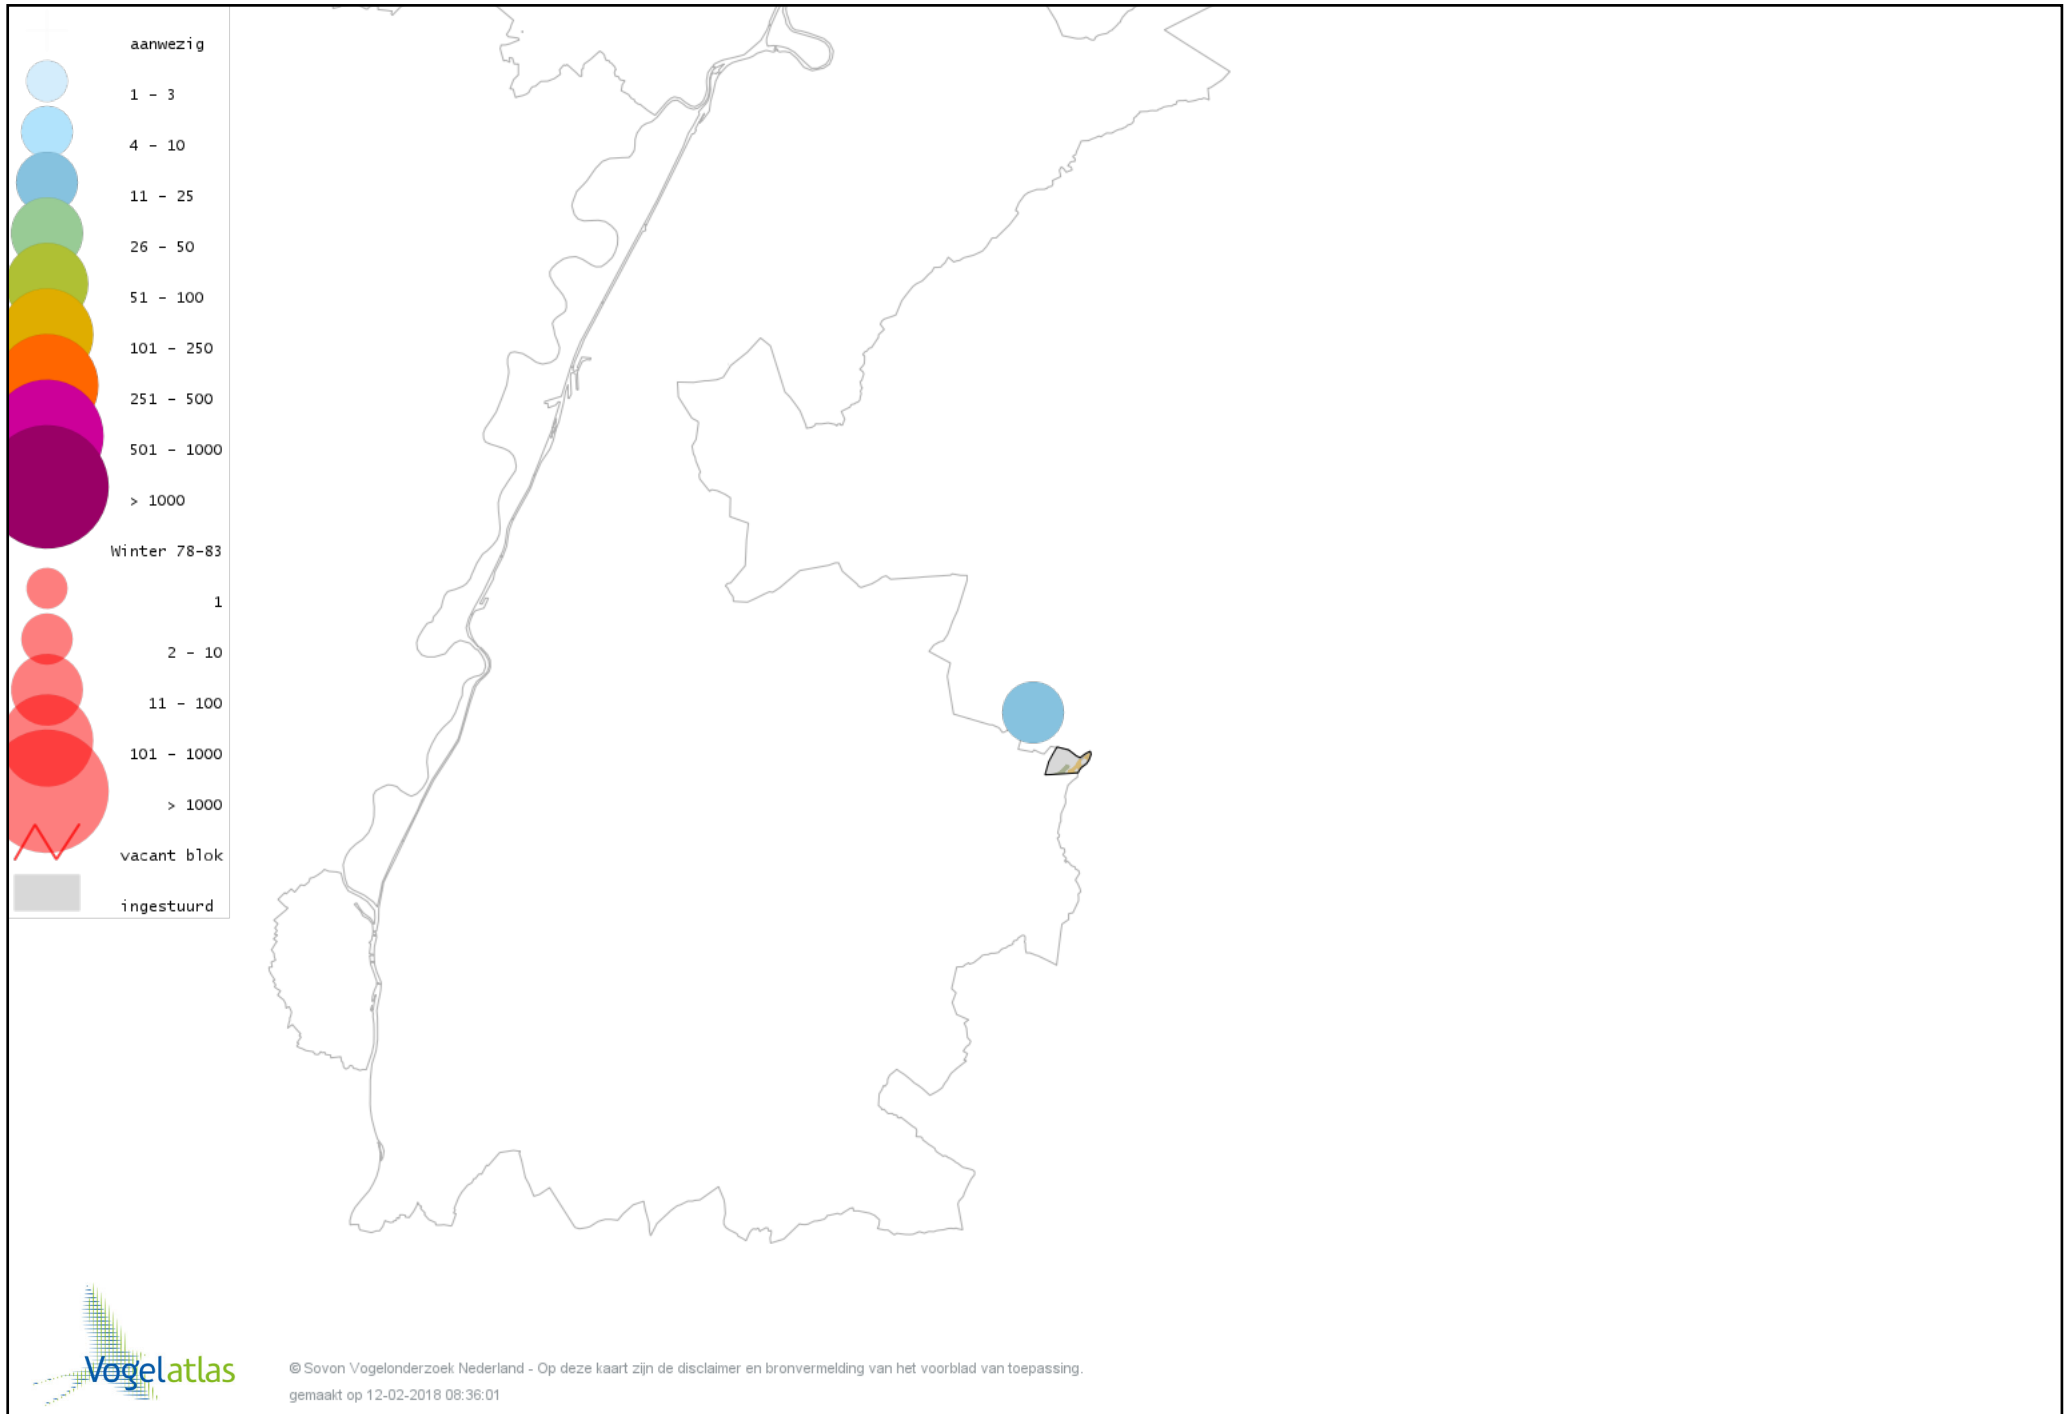 aanwezig
1 - 3
4 - 10
11 - 25
26 - 50
51 - 100
101 - 250
251 - 500
501 - 1000
> 1000
Winter 78-83
1
2 - 10
11 - 100
101 - 1000
> 1000
vacant blok
ingestuurd
Vogelatlas
© Sovon Vogelonderzoek Nederland - Op deze kaart zijn de disclaimer en bronvermelding van het voorblad van toepassing.
gemaakt op 12-02-2018 08:36:01